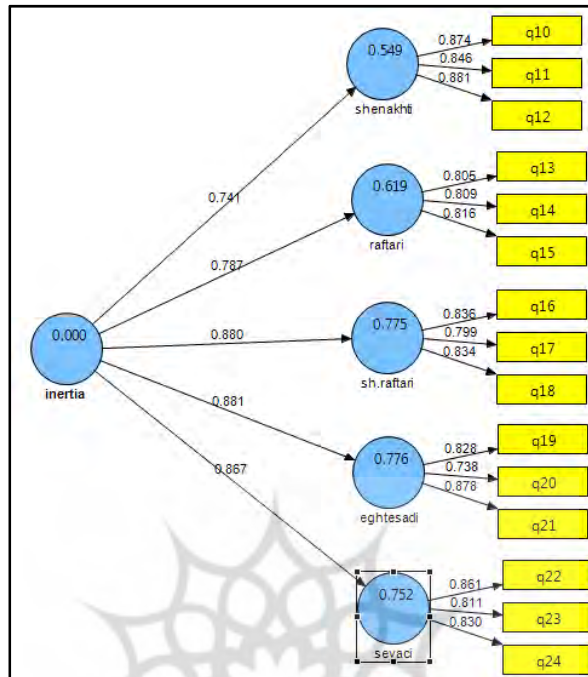 0.549
shenakhti
0.874
0.846
0.881
q10
q11
q12
0.741
0.619
raftari
0.805
0.809
0.816
q13
q14
q15
0.787
0.000
inertia
0.880
0.775
sh.raftari
0.836
0.799
0.834
q16
q17
q18
0.881
0.776
eghtesadi
0.828
0.738
0.878
q19
q20
q21
0.867
0.752
sevaci
0.861
0.811
0.830
q22
q23
q24